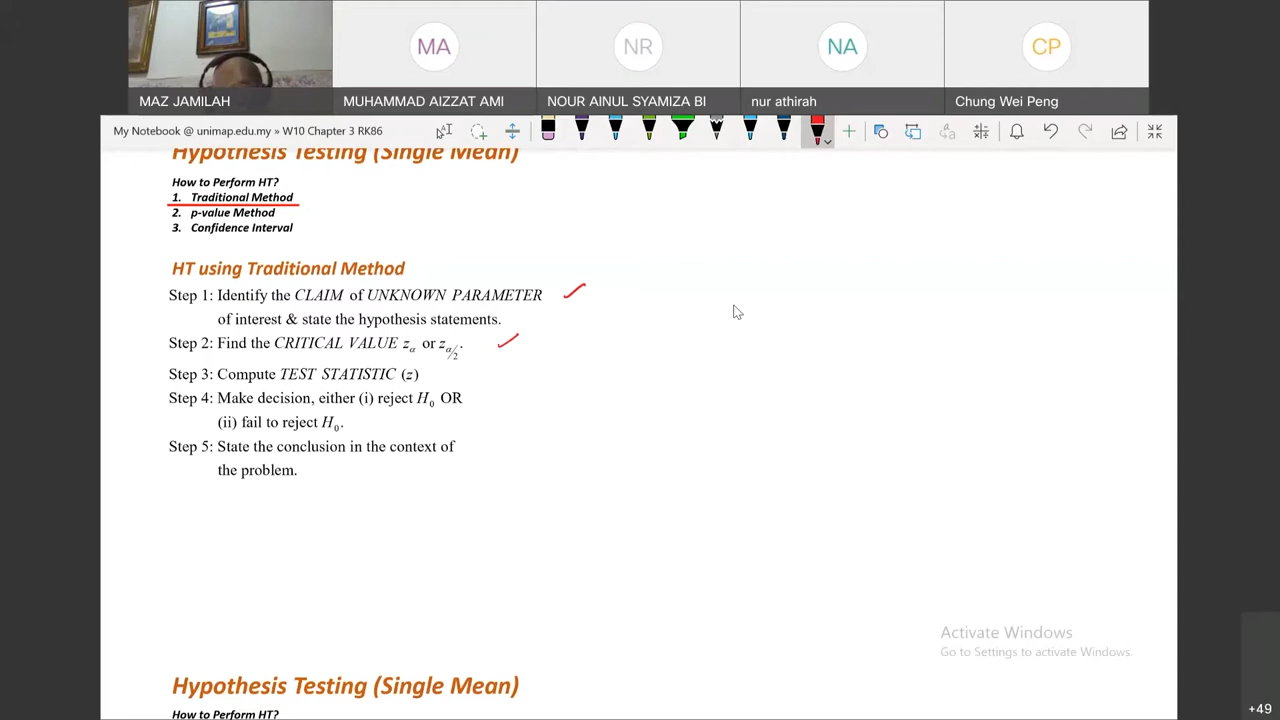 MA
NR
NA
CP
MAZ JAMILAH
MUHAMMAD AIZZAT AMI
NOUR AINUL SYAMIZA BI
nur athirah
Chung Wei Peng
My Notebook @ unimap.edu.my » W10 Chapter 3 RK86
Hypothesis Testing (Single Mean)
How to Perform HT?
1. Traditional Method
2. p-value Method
3. Confidence Interval
HT using Traditional Method
Step 1: Identify the CLAIM of UNKNOWN PARAMETER
of interest & state the hypothesis statements.
Step 2: Find the CRITICAL VALUE zα or zα/2.
Step 3: Compute TEST STATISTIC (z)
Step 4: Make decision, either (i) reject H0 OR
(ii) fail to reject H0.
Step 5: State the conclusion in the context of
the problem.
Activate Windows
Go to Settings to activate Windows.
Hypothesis Testing (Single Mean)
How to Perform HT?
+49